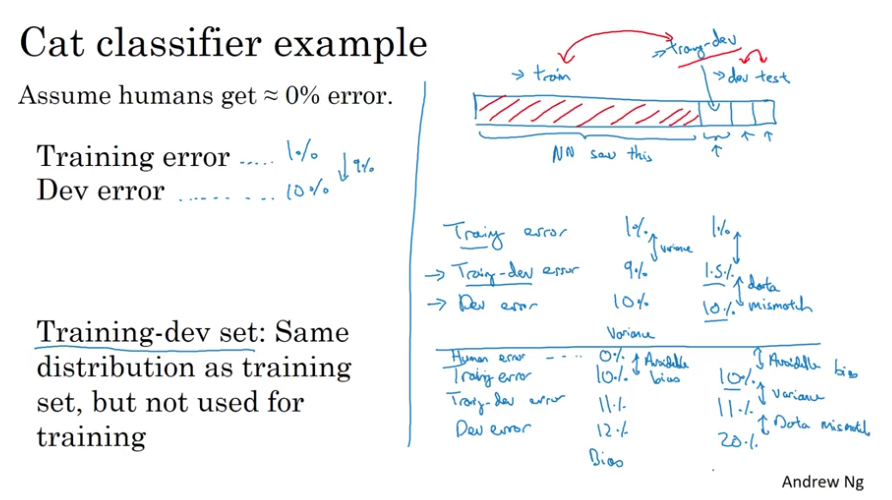 Cat classifier example
Assume humans get ≈ 0% error.
Training error ..... 1%
↓ 9%
Dev error ......... 10%
Training-dev set: Same
distribution as training
set, but not used for
training
→ train
→ traing-dev
→ dev test
NN saw this
Traing error 1% 1%
variance
→ Traing-dev error 9% 1.5%
data
→ Dev error 10% 10% mismatch
Variance
Human error .... 0% Avoidable bias
Traing error 10% 10%
Avoidable bias
Variance
Traing-dev error 11% 11%
Data mismatch
Dev error 12% 20%
Bias
Andrew Ng